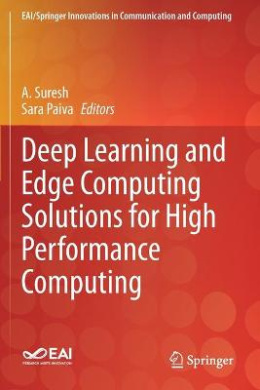 EAI/Springer Innovations in Communication and Computing
A. Suresh
Sara Paiva Editors
Deep Learning and
Edge Computing
Solutions for High
Performance
Computing
EAI
Springer